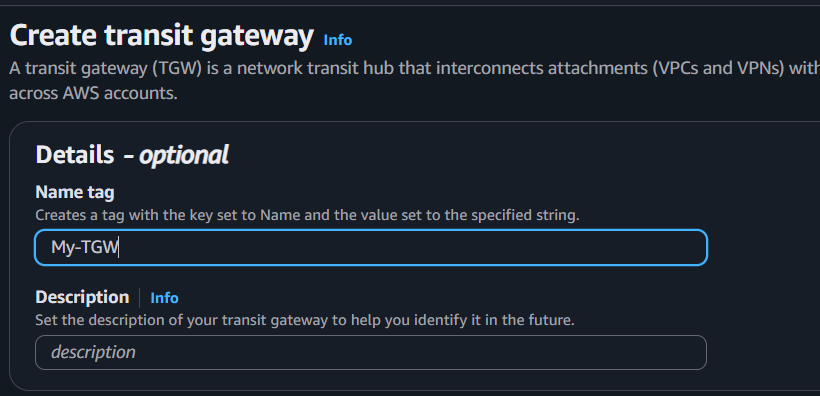 Create transit gateway Info
A transit gateway (TGW) is a network transit hub that interconnects attachments (VPCs and VPNs) with
across AWS accounts.
Details - optional
Name tag
Creates a tag with the key set to Name and the value set to the specified string.
My-TGW
Description Info
Set the description of your transit gateway to help you identify it in the future.
description